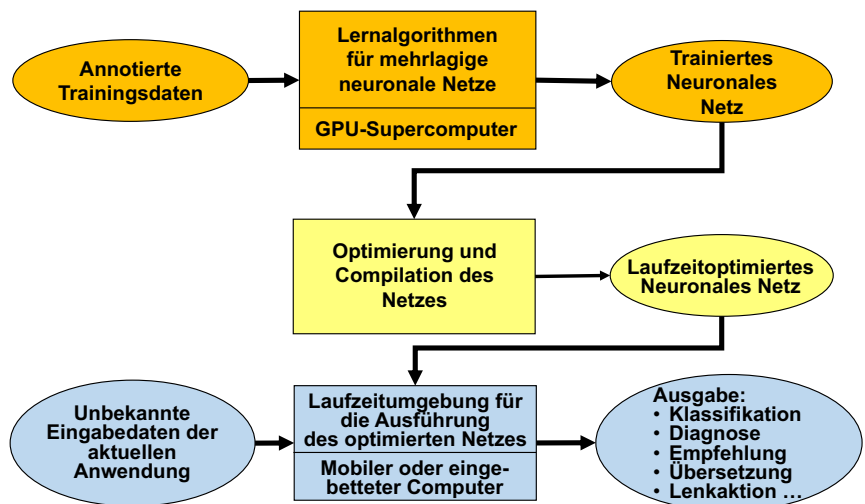 Annotierte
Trainingsdaten
Lernalgorithmen
für mehrlagige
neuronale Netze
GPU-Supercomputer
Trainiertes
Neuronales
Netz
Optimierung und
Compilation des
Netzes
Laufzeitoptimiertes
Neuronales Netz
Unbekannte
Eingabedaten der
aktuellen
Anwendung
Laufzeitumgebung für
die Ausführung
des optimierten Netzes
Mobiler oder einge-
betteter Computer
Ausgabe:
• Klassifikation
• Diagnose
• Empfehlung
• Übersetzung
• Lenkaktion ...